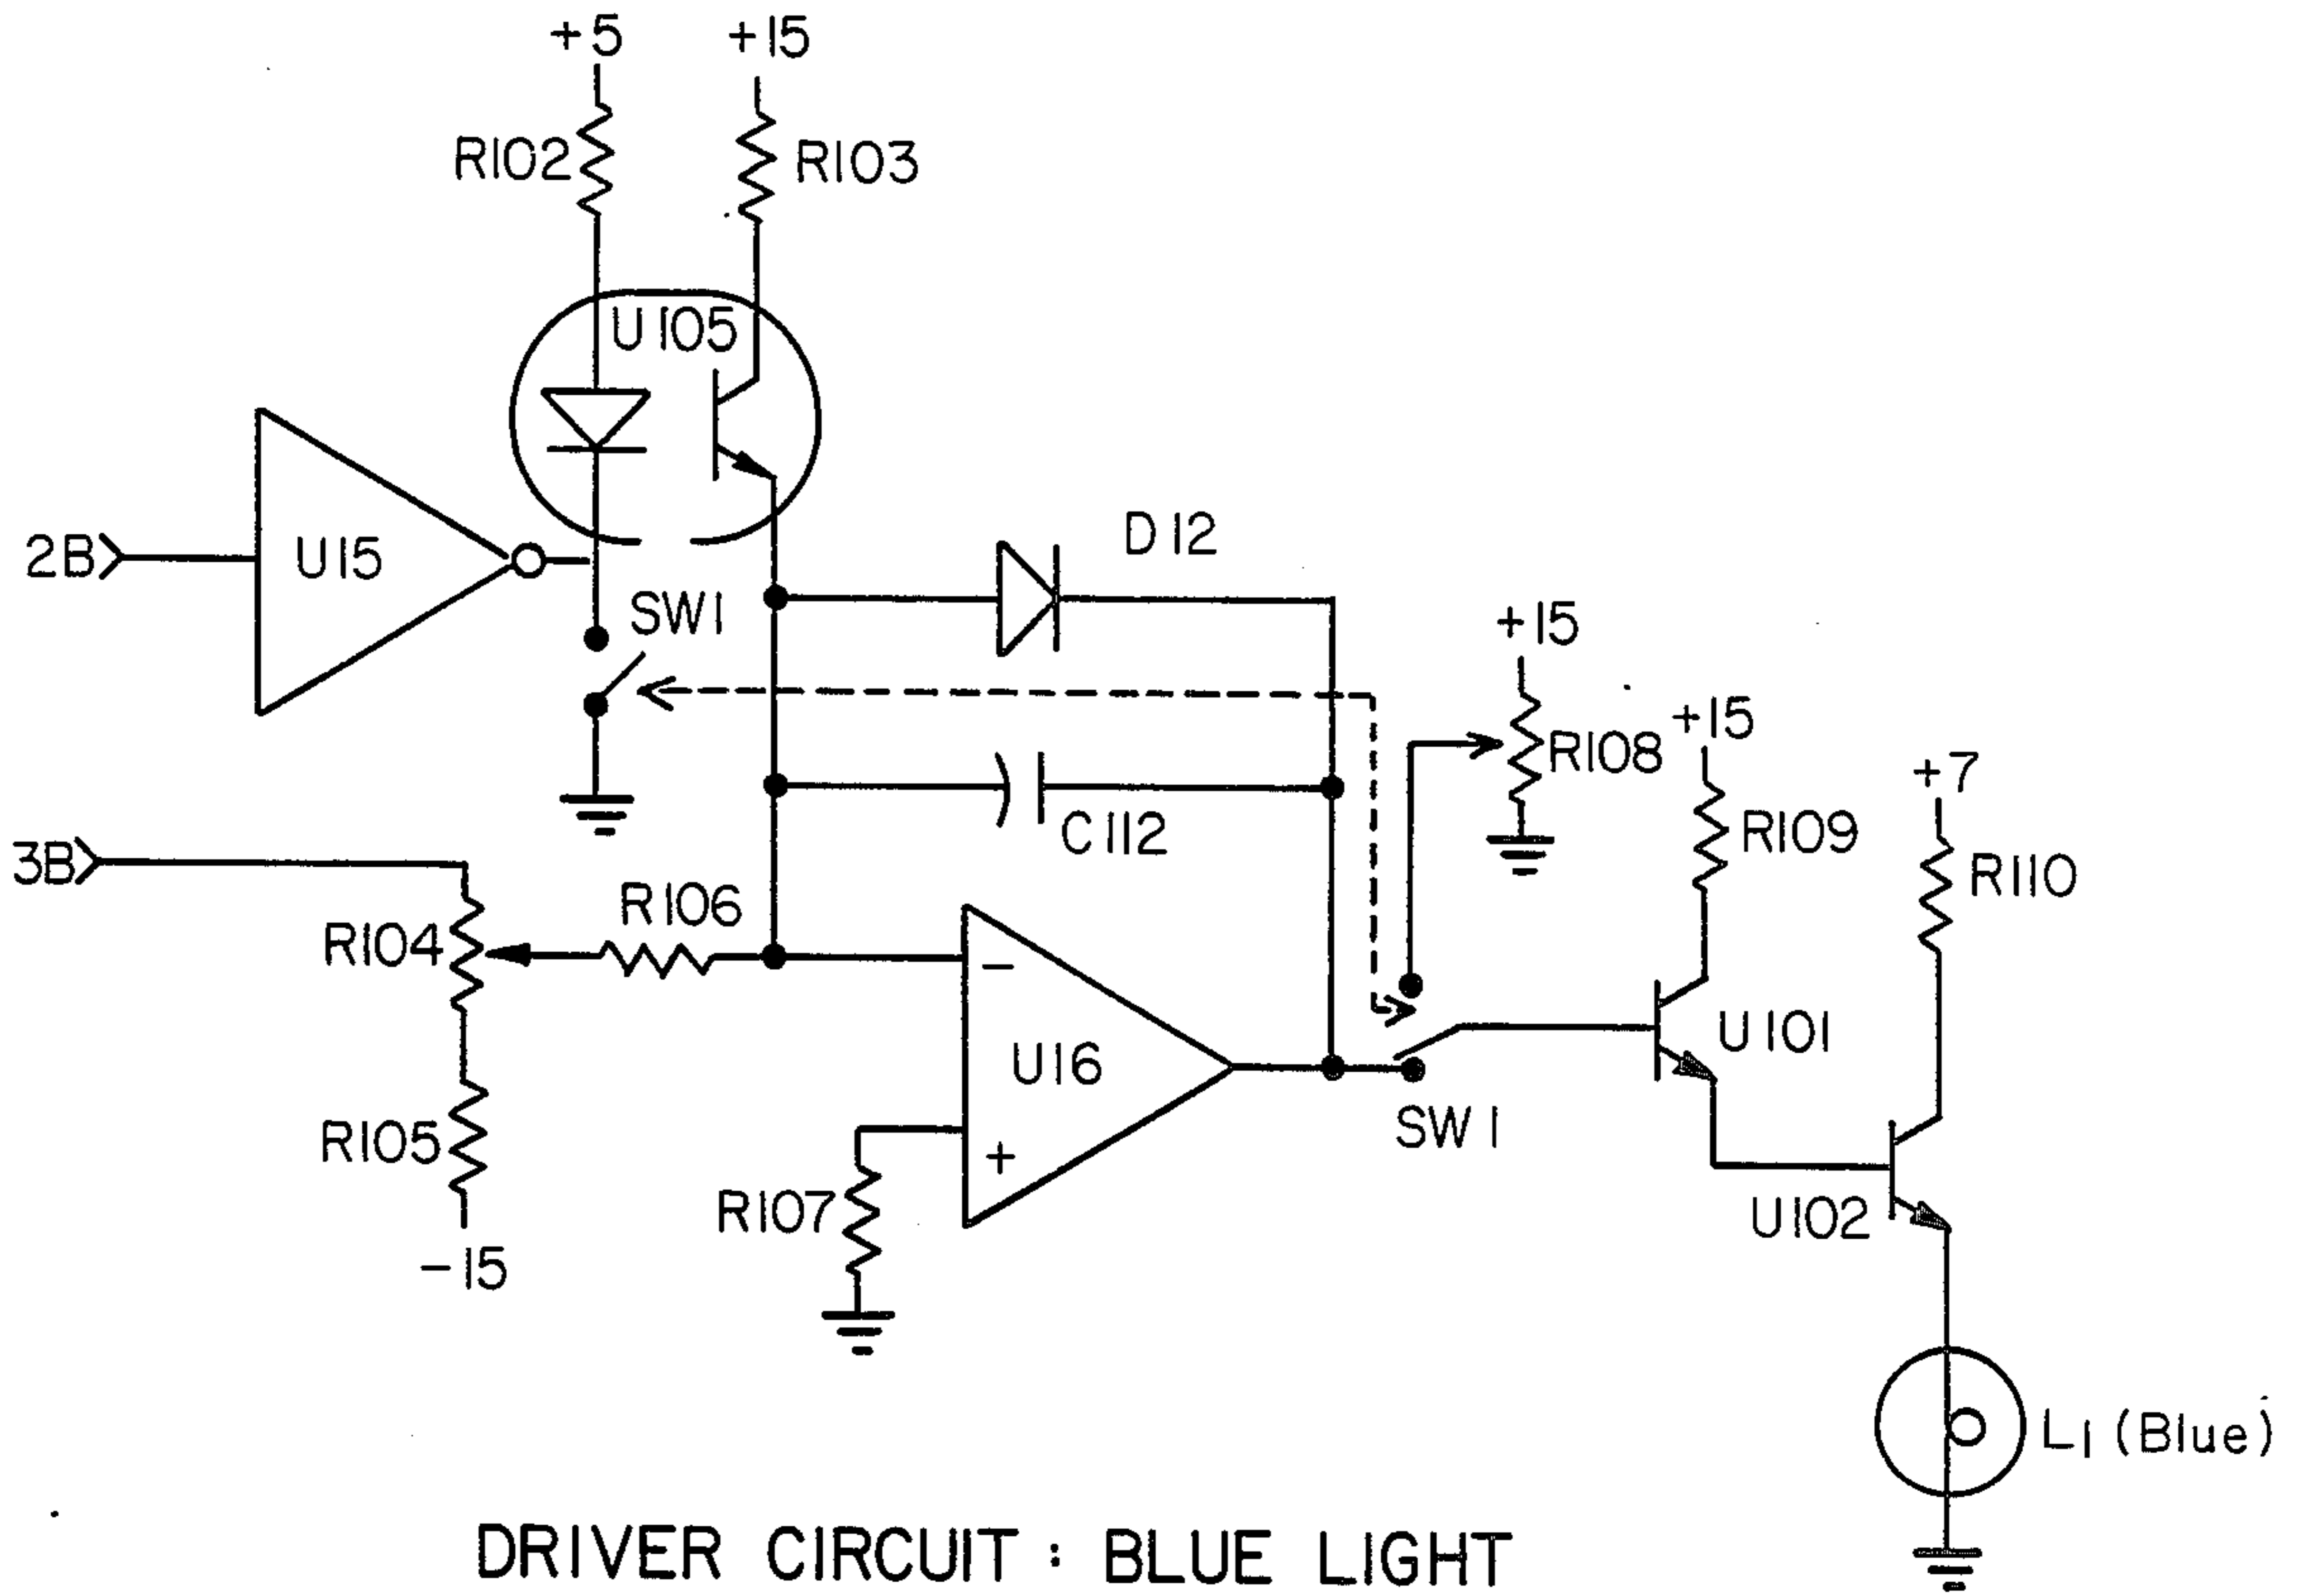 +5
+15
R102
R103
U105
2B
U15
SW1
D12
+15
R108
+15
+7
C112
R109
R110
3B
R106
R104
−
U16
U101
R105
SW1
+
R107
U102
−15
L1 (Blue)
DRIVER CIRCUIT : BLUE LIGHT